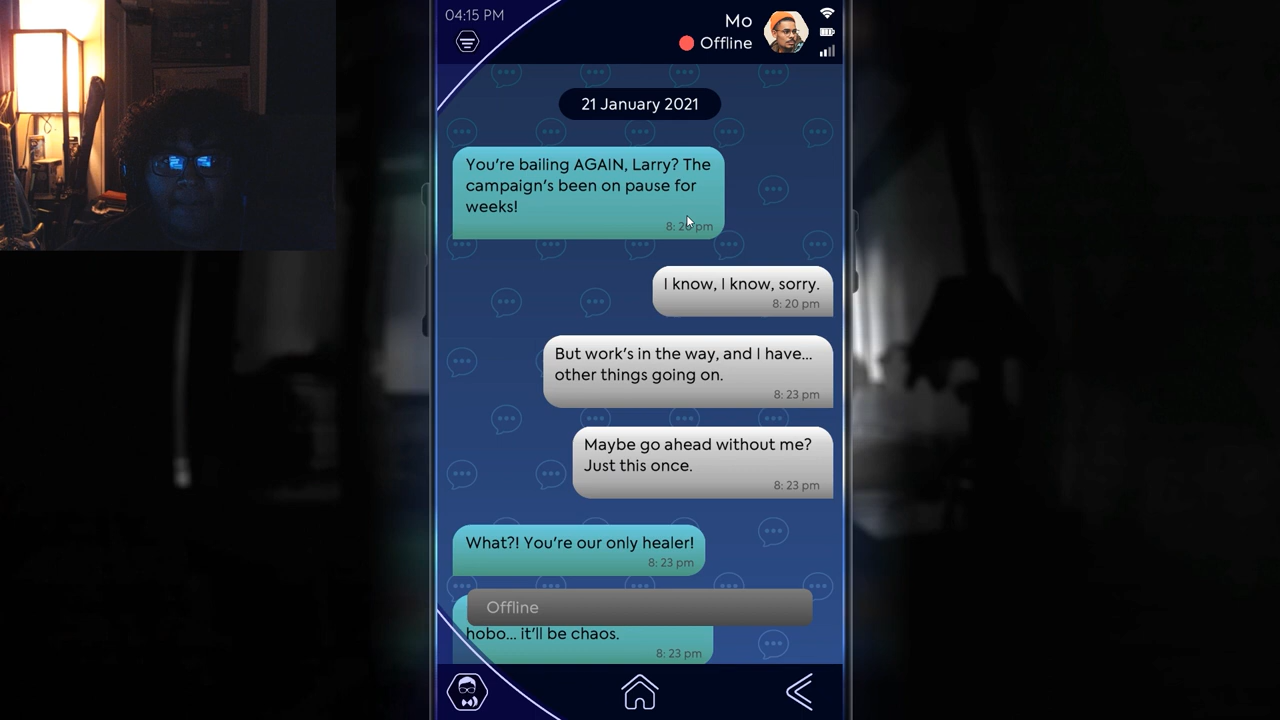 04:15 PM
Mo
Offline
21 January 2021
You're bailing AGAIN, Larry? The
campaign's been on pause for
weeks!
8: 20 pm
I know, I know, sorry.
8: 20 pm
But work's in the way, and I have...
other things going on.
8: 23 pm
Maybe go ahead without me?
Just this once.
8: 23 pm
What?! You're our only healer!
8: 23 pm
Offline
hobo... it'll be chaos.
8: 23 pm